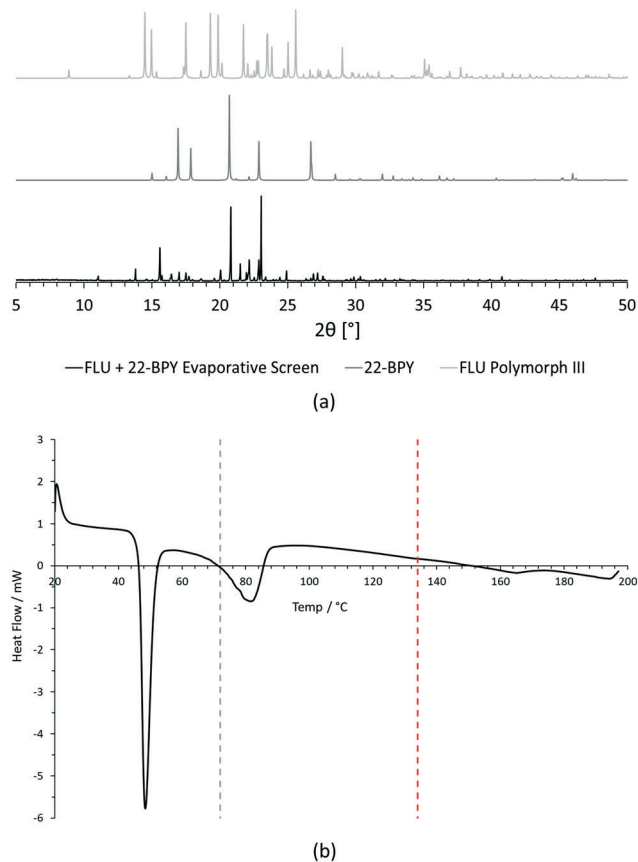 5 10 15 20 25 30 35 40 45 50
2θ [°]
FLU + 22-BPY Evaporative Screen 22-BPY FLU Polymorph III
(a)
3
2
1
0
20 40 60 80 100 120 140 160 180 200
-1
Temp / °C
-2
-3
-4
-5
-6
Heat Flow / mW
(b)